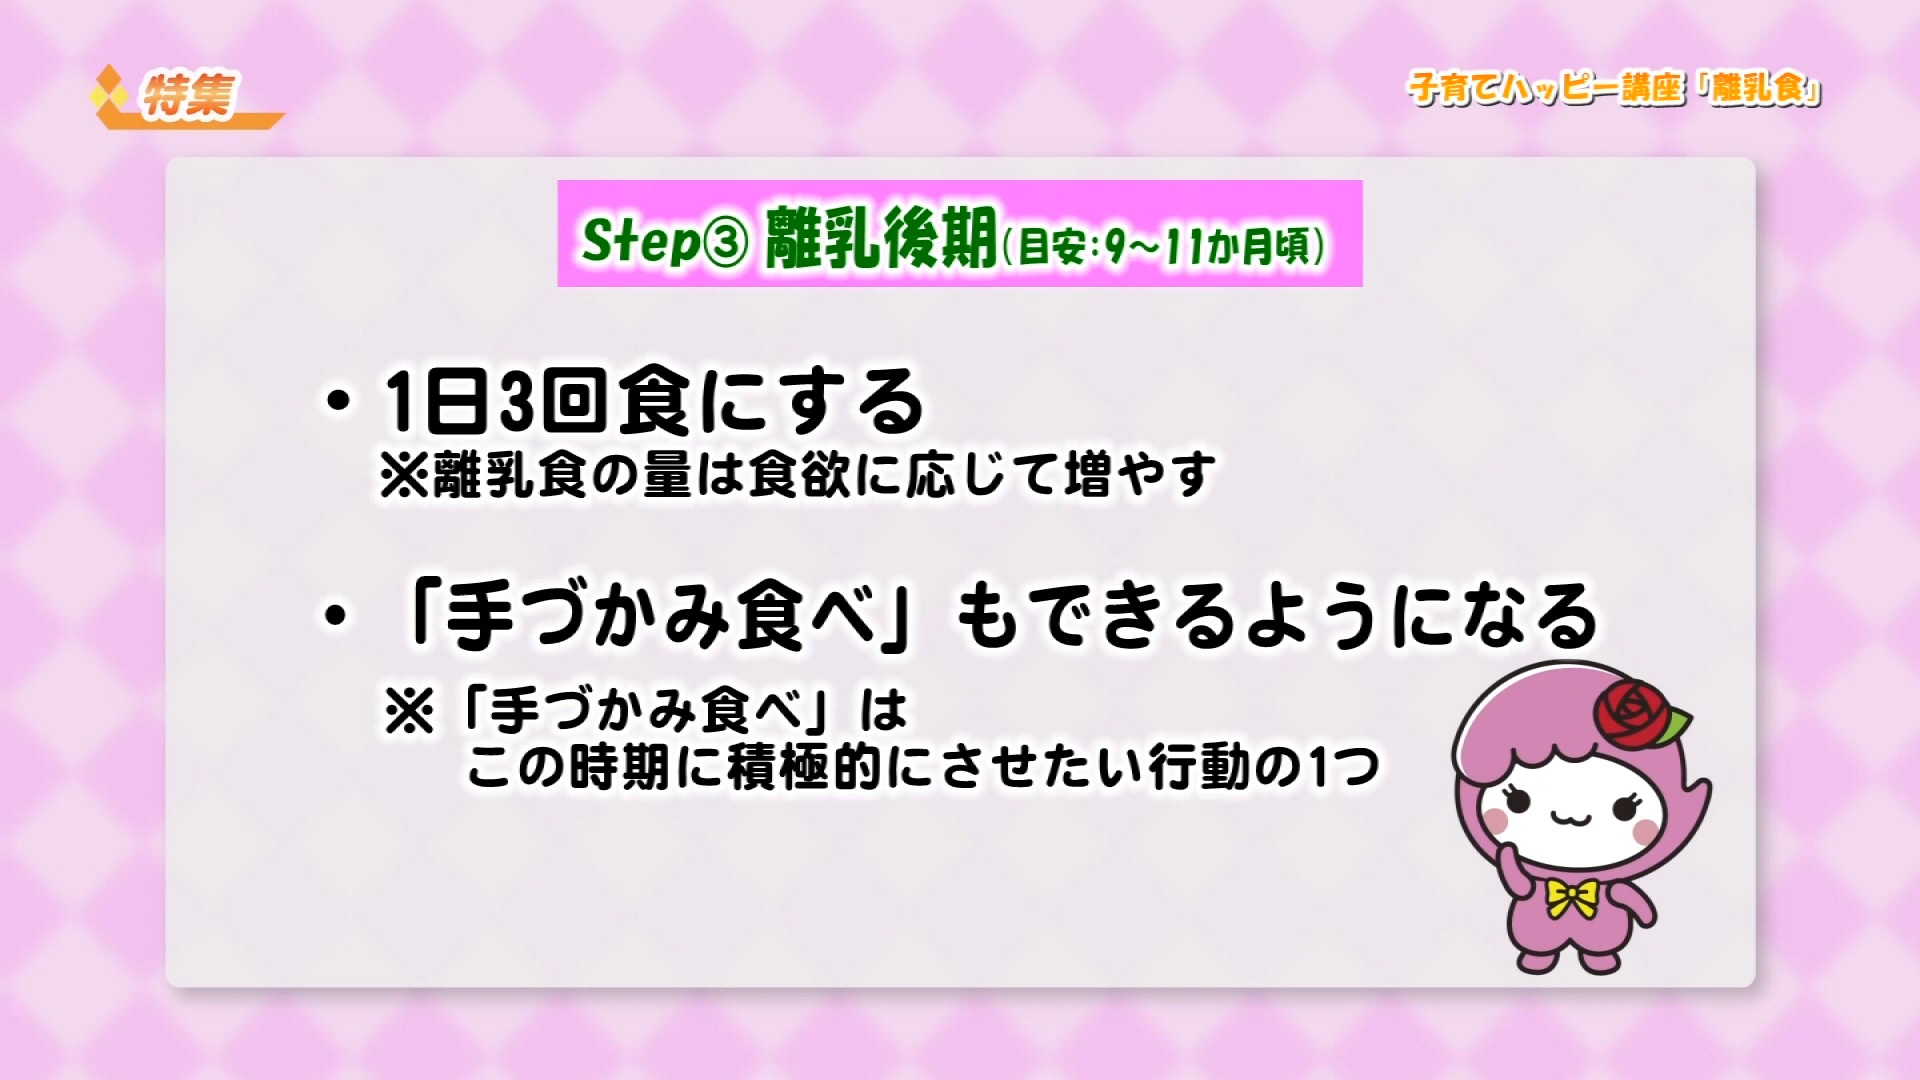 特集
子育てハッピー講座「離乳食」
Step③ 離乳後期(目安:9～11か月頃)
・1日3回食にする
※離乳食の量は食欲に応じて増やす
・「手づかみ食べ」もできるようになる
※「手づかみ食べ」は
この時期に積極的にさせたい行動の1つ